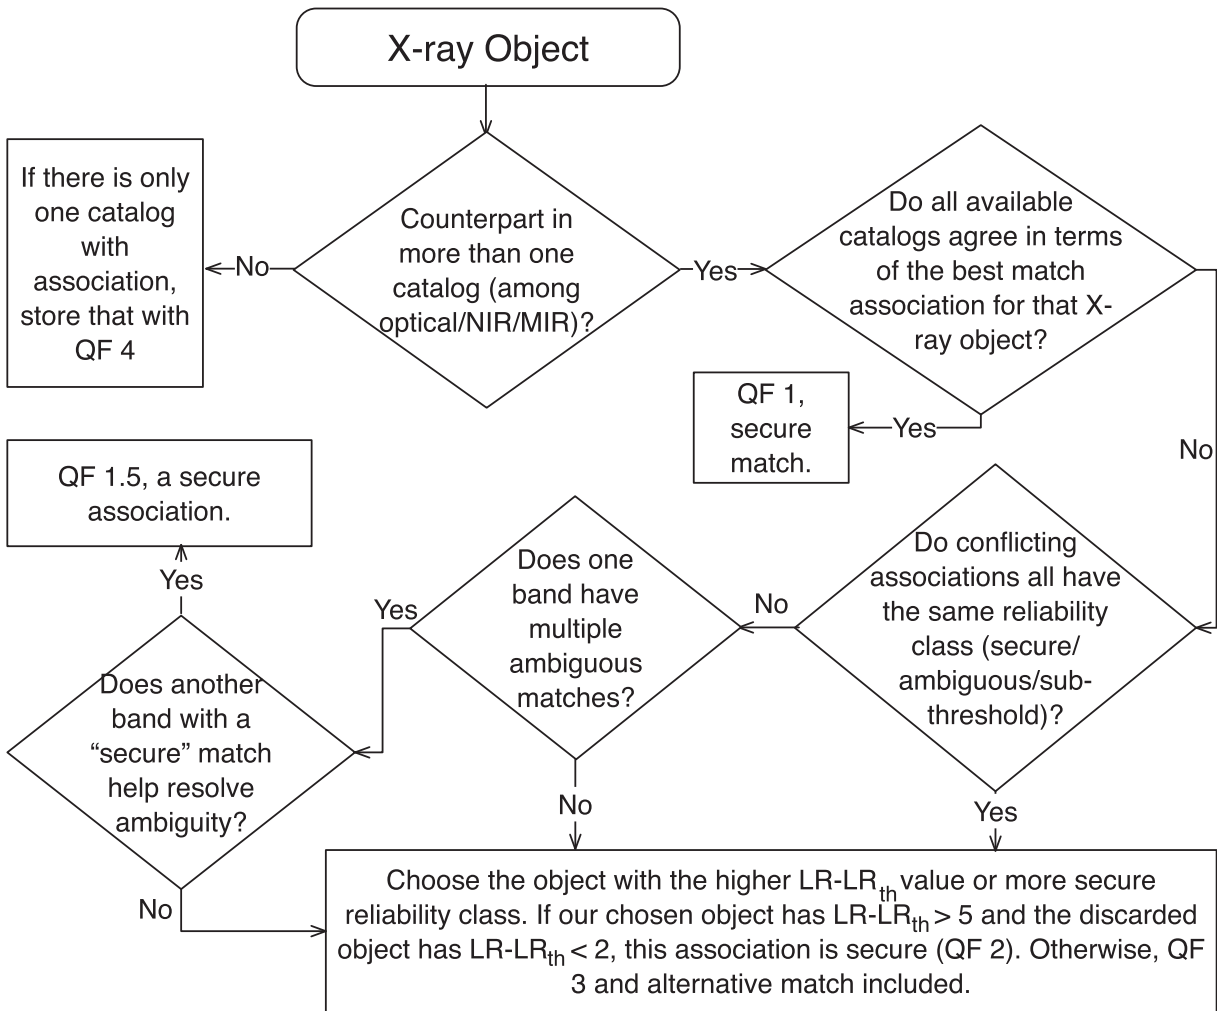 X-ray Object
If there is only
one catalog
with
association,
store that with
QF 4
No
Counterpart in
more than one
catalog (among
optical/NIR/MIR)?
Yes
Do all available
catalogs agree in terms
of the best match
association for that X-
ray object?
QF 1,
secure
match.
Yes
No
QF 1.5, a secure
association.
Yes
Does another
band with a
“secure” match
help resolve
ambiguity?
Yes
Does one
band have
multiple
ambiguous
matches?
No
Do conflicting
associations all have
the same reliability
class (secure/
ambiguous/sub-
threshold)?
No
Yes
No
Choose the object with the higher LR-LRth value or more secure
reliability class. If our chosen object has LR-LRth > 5 and the discarded
object has LR-LRth < 2, this association is secure (QF 2). Otherwise, QF
3 and alternative match included.